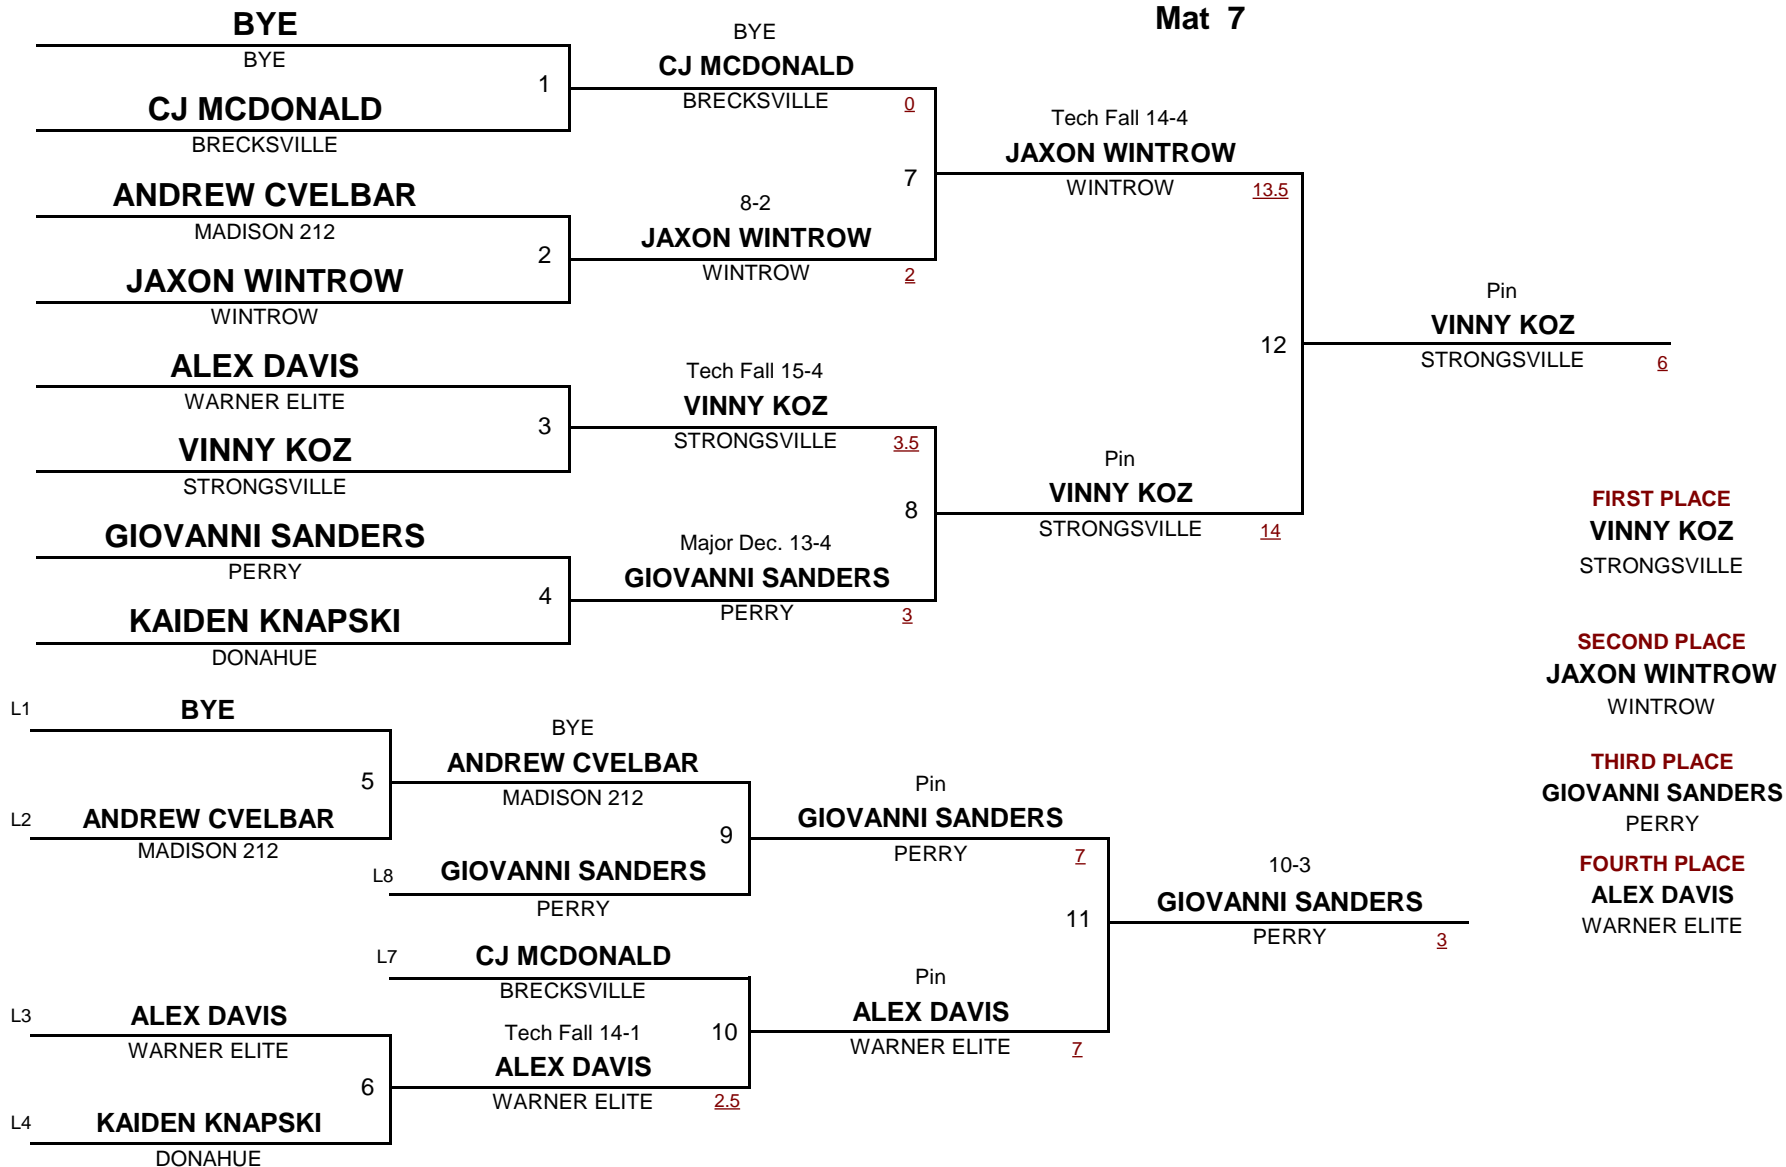 Mat 7
BYE
BYE
1
CJ MCDONALD
BRECKSVILLE
ANDREW CVELBAR
MADISON 212
2
JAXON WINTROW
WINTROW
ALEX DAVIS
WARNER ELITE
3
VINNY KOZ
STRONGSVILLE
GIOVANNI SANDERS
PERRY
4
KAIDEN KNAPSKI
DONAHUE
BYE
CJ MCDONALD
BRECKSVILLE 0
7
8-2
JAXON WINTROW
WINTROW 2
Tech Fall 15-4
VINNY KOZ
STRONGSVILLE 3.5
8
Major Dec. 13-4
GIOVANNI SANDERS
PERRY 3
Tech Fall 14-4
JAXON WINTROW
WINTROW 13.5
12
Pin
VINNY KOZ
STRONGSVILLE 14
Pin
VINNY KOZ
STRONGSVILLE 6
L1 BYE
5
L2 ANDREW CVELBAR
MADISON 212
L3 ALEX DAVIS
WARNER ELITE
6
L4 KAIDEN KNAPSKI
DONAHUE
BYE
ANDREW CVELBAR
MADISON 212
9
L8 GIOVANNI SANDERS
PERRY
L7 CJ MCDONALD
BRECKSVILLE
10
Tech Fall 14-1
ALEX DAVIS
WARNER ELITE 2.5
Pin
GIOVANNI SANDERS
PERRY 7
11
Pin
ALEX DAVIS
WARNER ELITE 7
10-3
GIOVANNI SANDERS
PERRY 3
FIRST PLACE
VINNY KOZ
STRONGSVILLE
SECOND PLACE
JAXON WINTROW
WINTROW
THIRD PLACE
GIOVANNI SANDERS
PERRY
FOURTH PLACE
ALEX DAVIS
WARNER ELITE